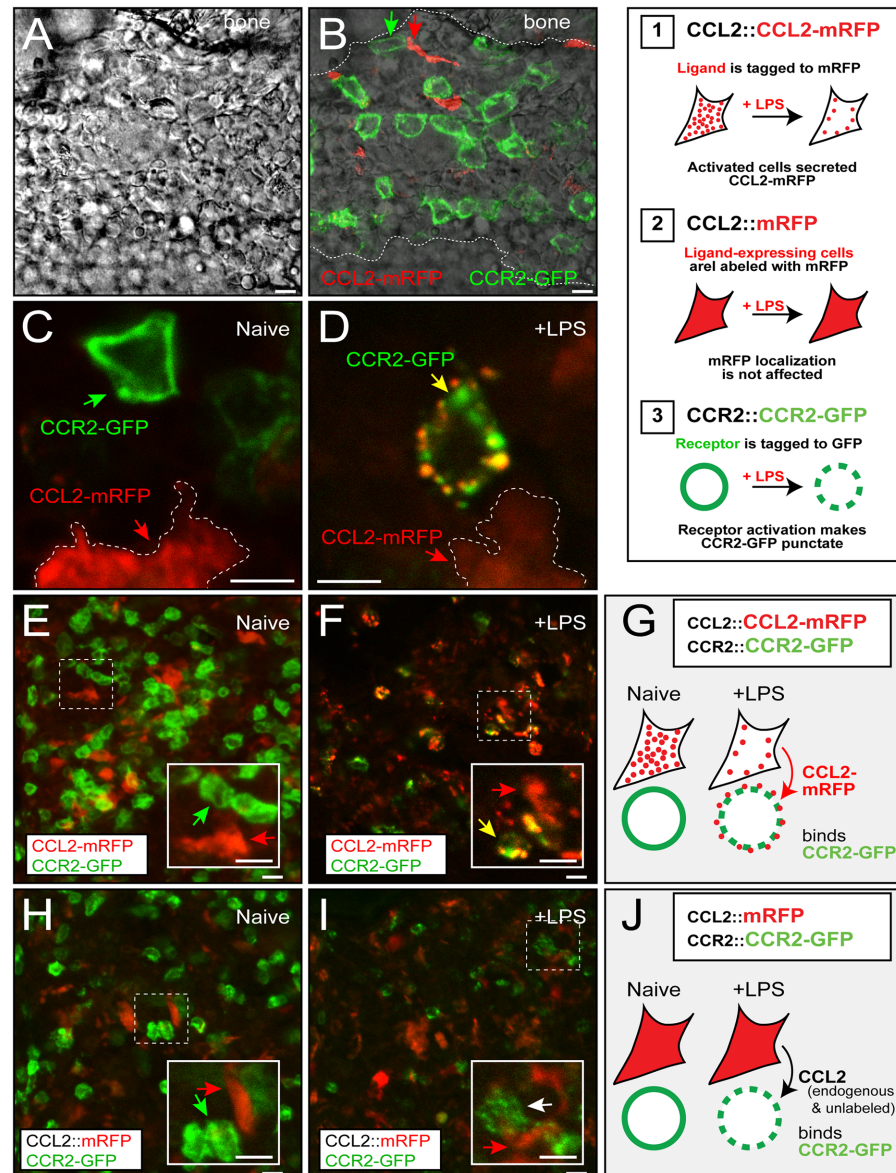 A
bone
B
bone
CCL2-mRFP
CCR2-GFP
C
Naive
CCR2-GFP
CCL2-mRFP
D
+LPS
CCR2-GFP
CCL2-mRFP
1 CCL2::CCL2-mRFP
Ligand is tagged to mRFP
+ LPS
Activated cells secreted
CCL2-mRFP
2 CCL2::mRFP
Ligand-expressing cells
arel abeled with mRFP
+ LPS
mRFP localization
is not affected
3 CCR2::CCR2-GFP
Receptor is tagged to GFP
+ LPS
Receptor activation makes
CCR2-GFP punctate
E
Naive
CCL2-mRFP
CCR2-GFP
F
+LPS
CCL2-mRFP
CCR2-GFP
G
CCL2::CCL2-mRFP
CCR2::CCR2-GFP
Naive
+LPS
CCL2-
mRFP
binds
CCR2-GFP
H
Naive
CCL2::mRFP
CCR2-GFP
I
+LPS
CCL2::mRFP
CCR2-GFP
J
CCL2::mRFP
CCR2::CCR2-GFP
Naive
+LPS
CCL2
(endogenous
& unlabeled)
binds
CCR2-GFP